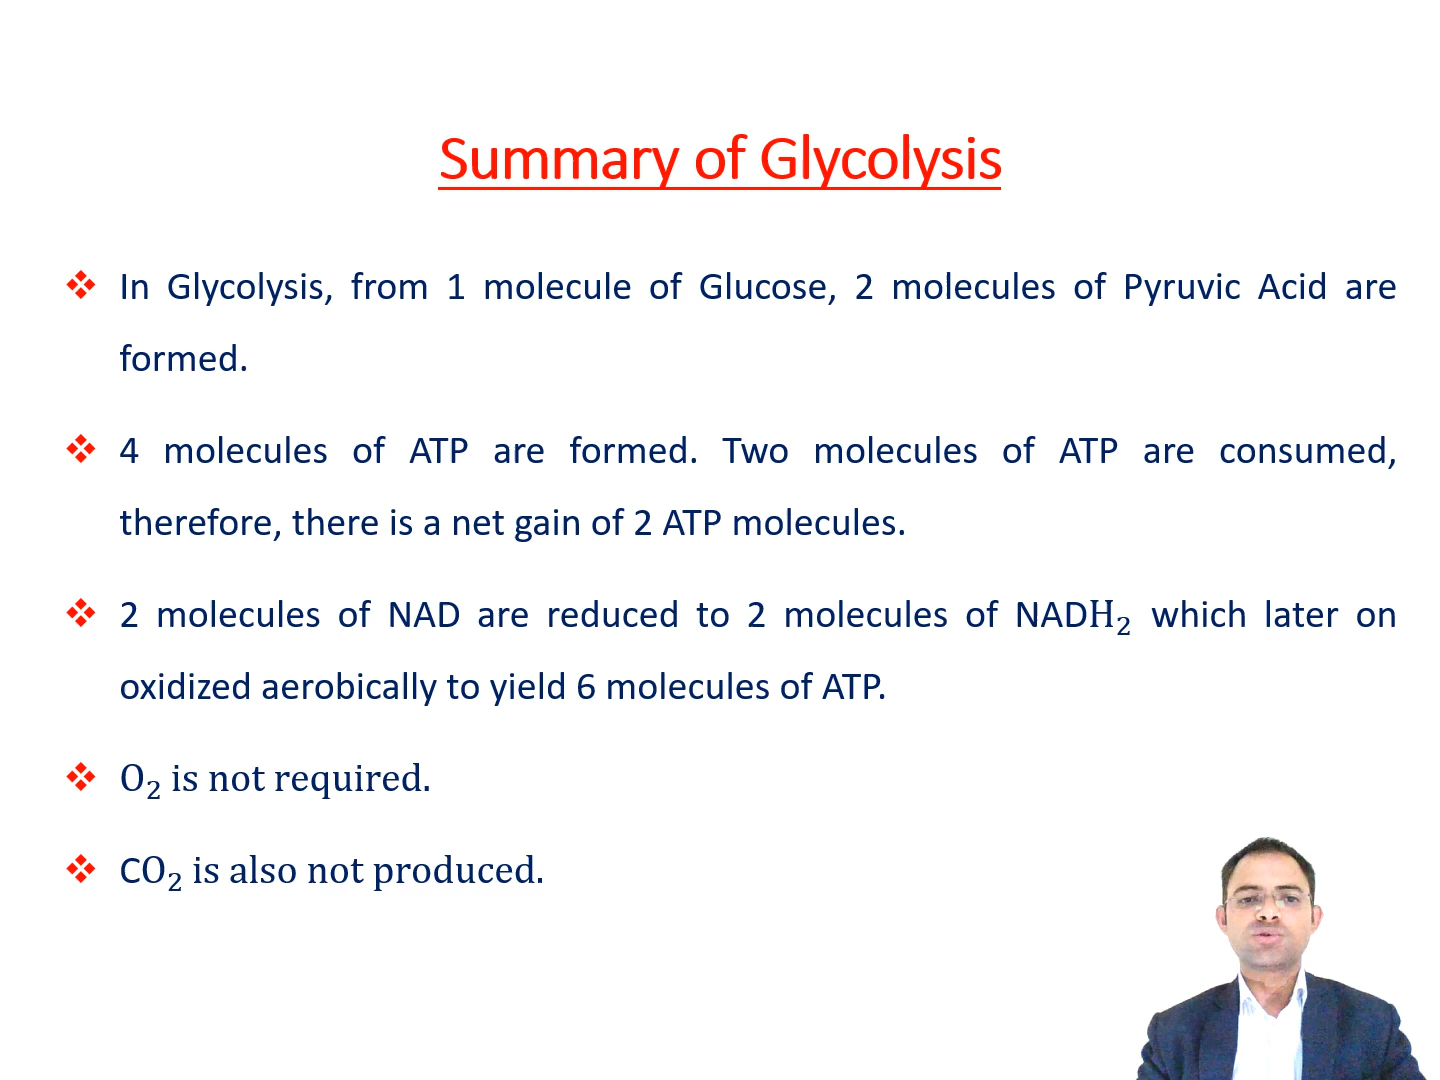 Summary of Glycolysis
❖ In Glycolysis, from 1 molecule of Glucose, 2 molecules of Pyruvic Acid are
formed.
❖ 4 molecules of ATP are formed. Two molecules of ATP are consumed,
therefore, there is a net gain of 2 ATP molecules.
❖ 2 molecules of NAD are reduced to 2 molecules of NADH₂ which later on
oxidized aerobically to yield 6 molecules of ATP.
❖ O₂ is not required.
❖ CO₂ is also not produced.